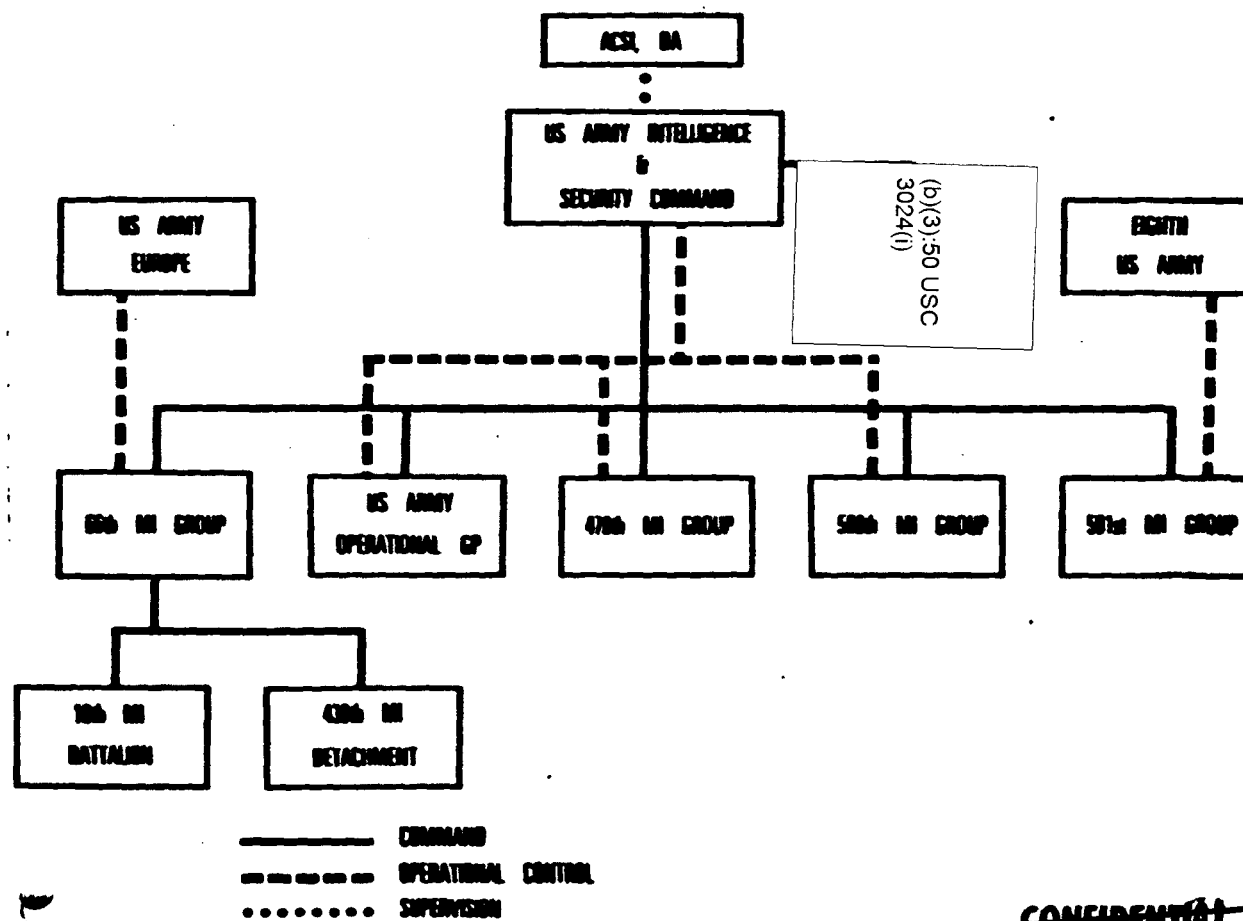 ACSI, DA
US ARMY INTELLIGENCE
&
SECURITY COMMAND
(b)(3):50 USC
3024(i)
US ARMY
EUROPE
EIGHTH
US ARMY
66th MI GROUP
US ARMY
OPERATIONAL GP
470th MI GROUP
500th MI GROUP
501st MI GROUP
18th MI
BATTALION
430th MI
DETACHMENT
COMMAND
OPERATIONAL CONTROL
SUPERVISION
CONFIDENTIAL